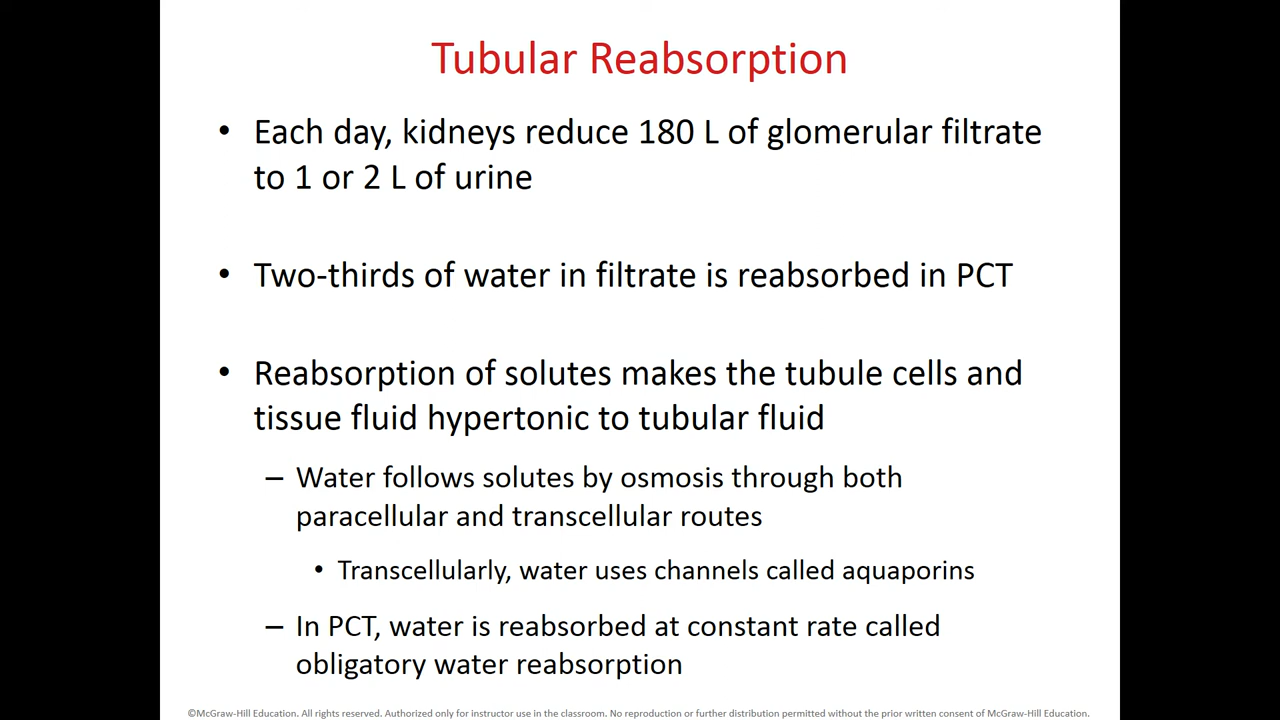 Tubular Reabsorption
• Each day, kidneys reduce 180 L of glomerular filtrate
to 1 or 2 L of urine
• Two-thirds of water in filtrate is reabsorbed in PCT
• Reabsorption of solutes makes the tubule cells and
tissue fluid hypertonic to tubular fluid
– Water follows solutes by osmosis through both
paracellular and transcellular routes
• Transcellularly, water uses channels called aquaporins
– In PCT, water is reabsorbed at constant rate called
obligatory water reabsorption
©McGraw-Hill Education. All rights reserved. Authorized only for instructor use in the classroom. No reproduction or further distribution permitted without the prior written consent of McGraw-Hill Education.